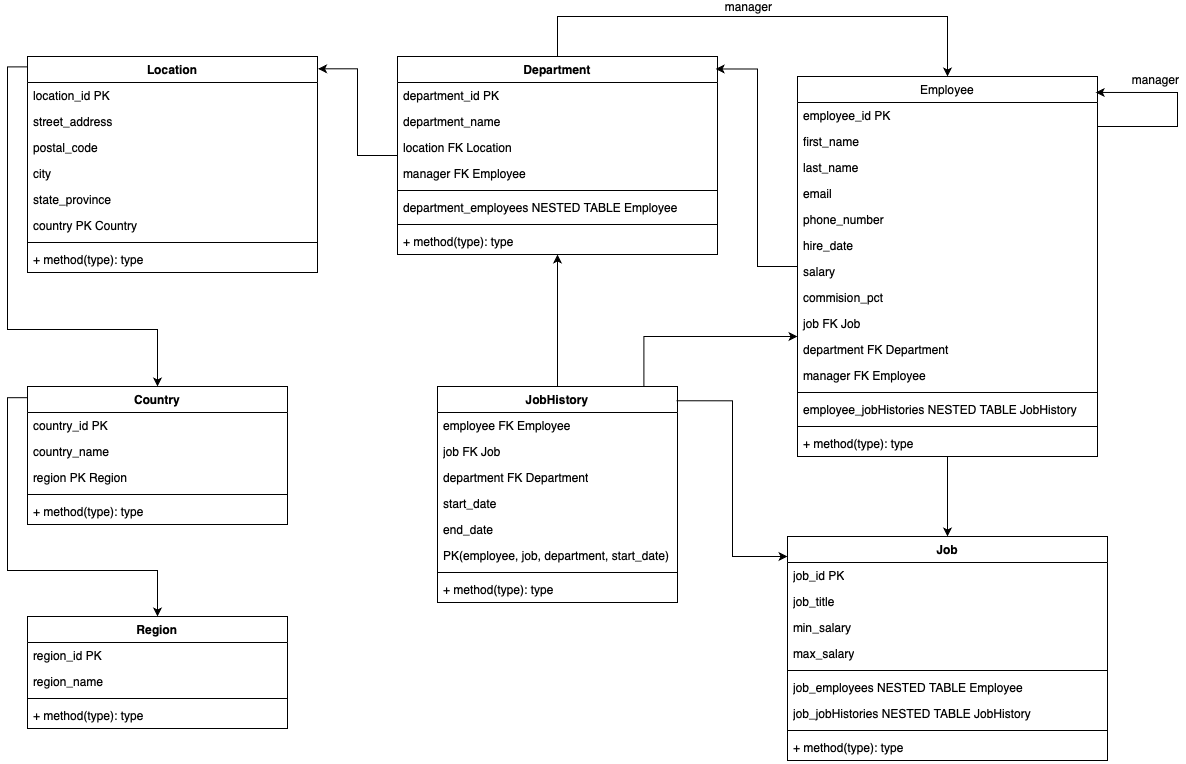 manager
Location
location_id PK
street_address
postal_code
city
state_province
country PK Country
+ method(type): type
Department
department_id PK
department_name
location FK Location
manager FK Employee
department_employees NESTED TABLE Employee
+ method(type): type
manager
Employee
employee_id PK
first_name
last_name
email
phone_number
hire_date
salary
commision_pct
job FK Job
department FK Department
manager FK Employee
employee_jobHistories NESTED TABLE JobHistory
+ method(type): type
Country
country_id PK
country_name
region PK Region
+ method(type): type
JobHistory
employee FK Employee
job FK Job
department FK Department
start_date
end_date
PK(employee, job, department, start_date)
+ method(type): type
Job
job_id PK
job_title
min_salary
max_salary
job_employees NESTED TABLE Employee
job_jobHistories NESTED TABLE JobHistory
+ method(type): type
Region
region_id PK
region_name
+ method(type): type